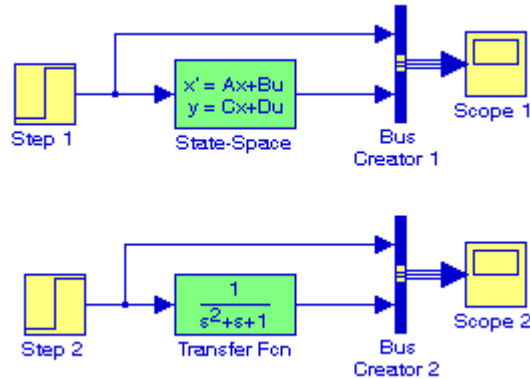 x' = Ax+Bu
y = Cx+Du
Step 1
State-Space
Bus
Creator 1
Scope 1
1
s²+s+1
Step 2
Transfer Fcn
Bus
Creator 2
Scope 2